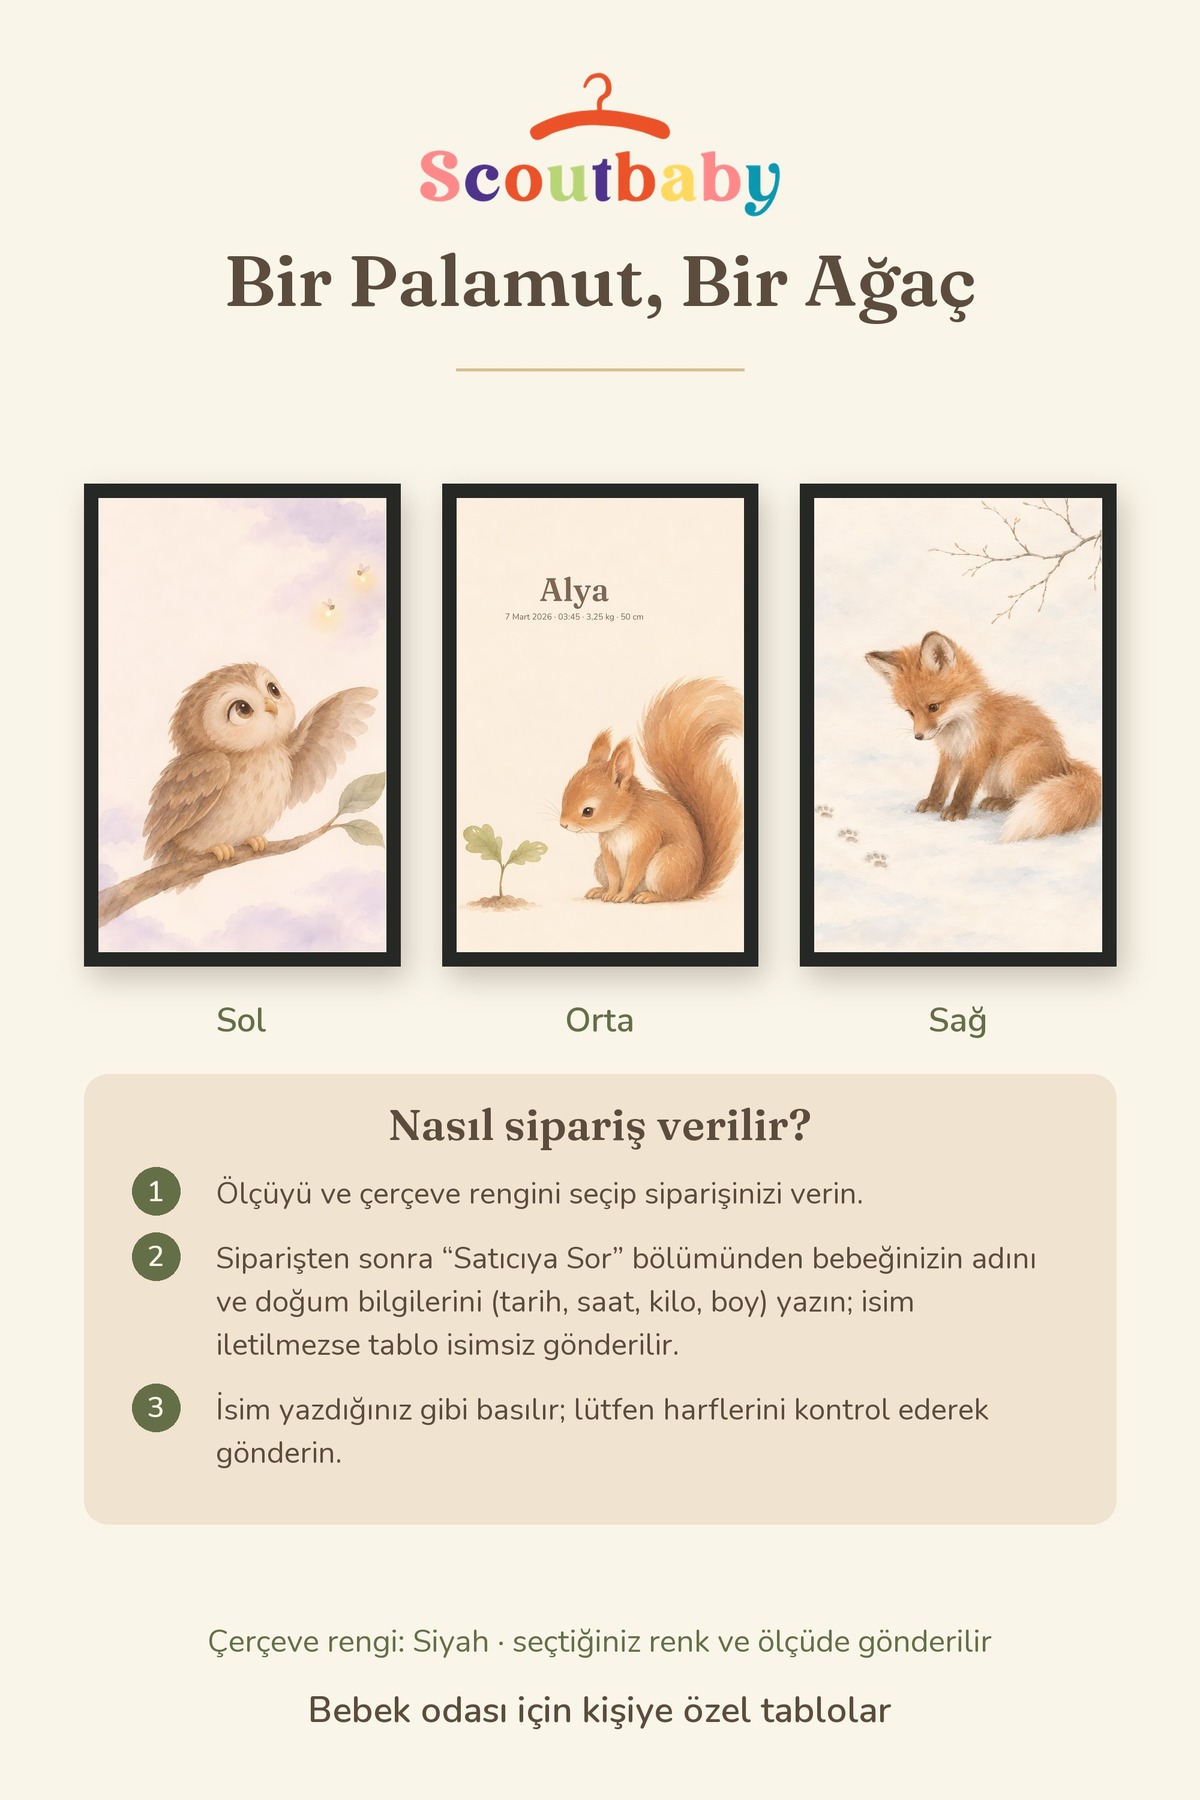 Scoutbaby
Bir Palamut, Bir Ağaç
Alya
7 Mart 2026 · 03:45 · 3,25 kg · 50 cm
Sol
Orta
Sağ
Nasıl sipariş verilir?
1 Ölçüyü ve çerçeve rengini seçip siparişinizi verin.
2 Siparişten sonra “Satıcıya Sor” bölümünden bebeğinizin adını
ve doğum bilgilerini (tarih, saat, kilo, boy) yazın; isim
iletilmezse tablo isimsiz gönderilir.
3 İsim yazdığınız gibi basılır; lütfen harflerini kontrol ederek
gönderin.
Çerçeve rengi: Siyah · seçtiğiniz renk ve ölçüde gönderilir
Bebek odası için kişiye özel tablolar